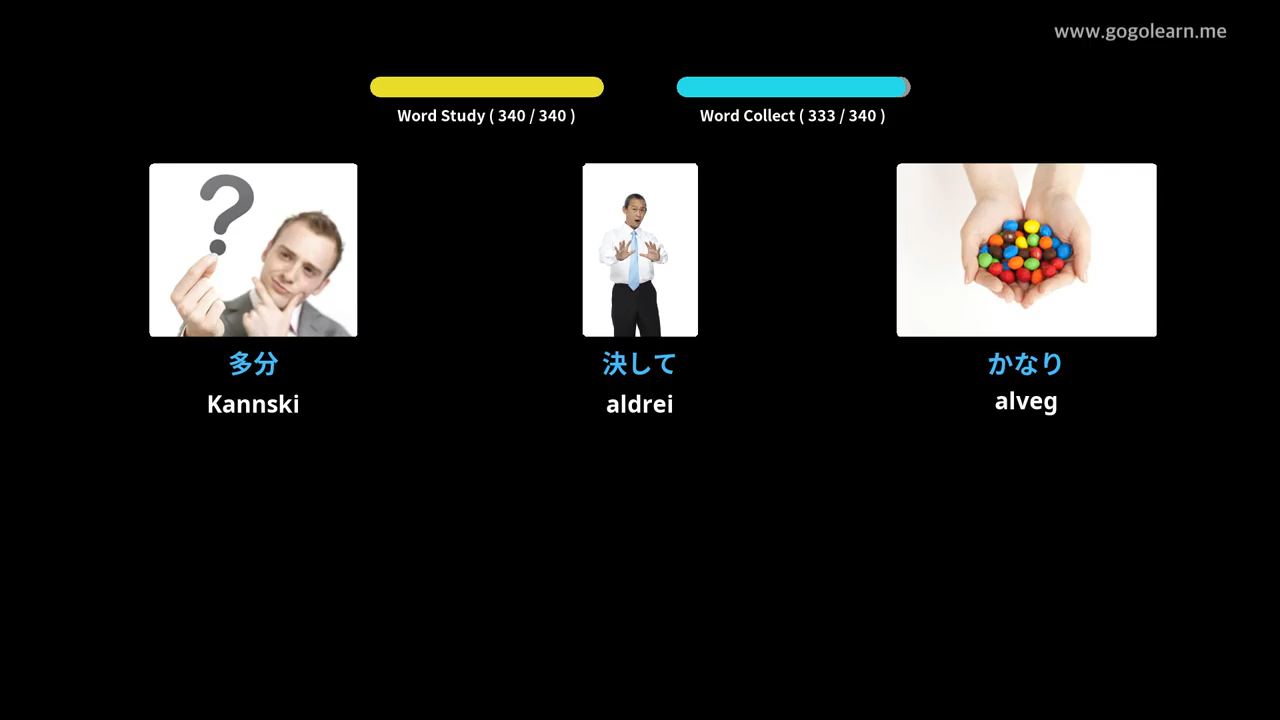 www.gogolearn.me
Word Study ( 340 / 340 )
Word Collect ( 333 / 340 )
?
多分
決して
かなり
Kannski
aldrei
alveg